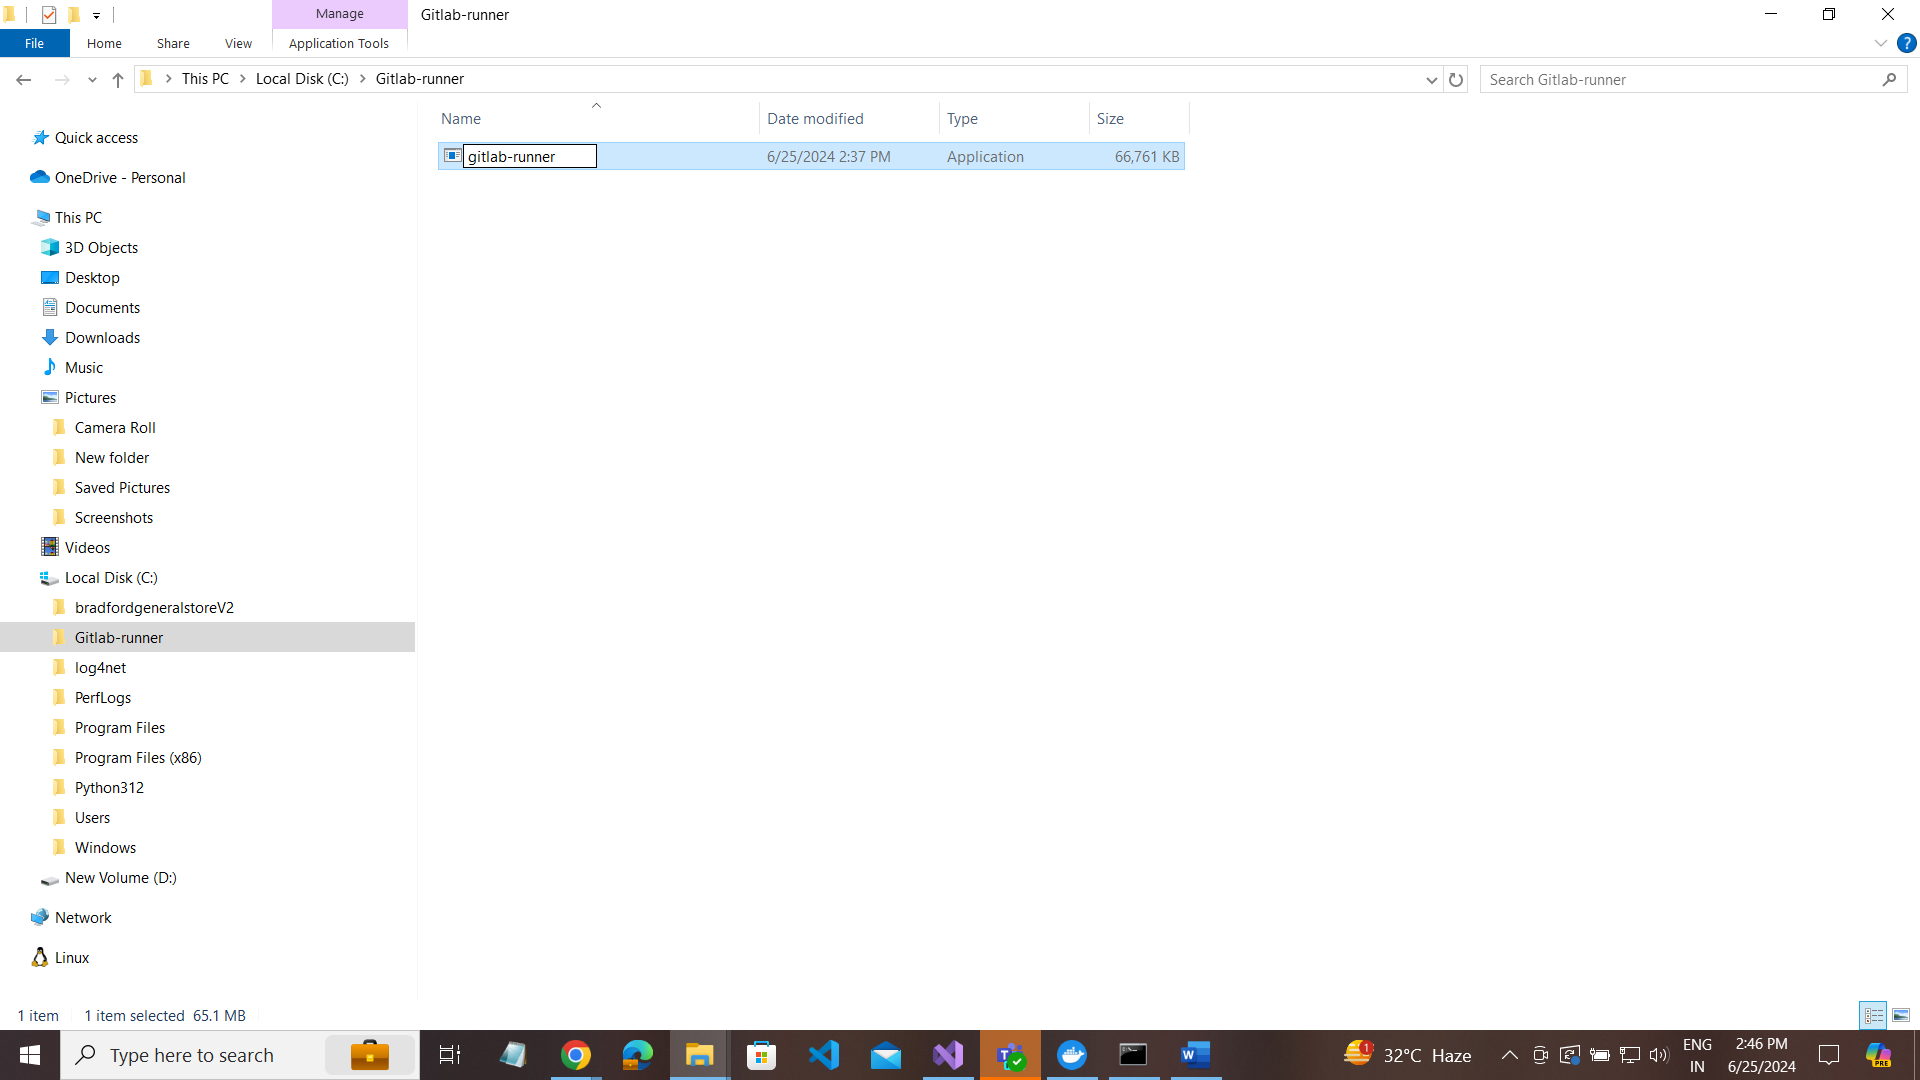 Manage
Gitlab-runner
File
Home
Share
View
Application Tools
?
This PC
Local Disk (C:)
Gitlab-runner
Search Gitlab-runner
Name
Date modified
Type
Size
gitlab-runner
6/25/2024 2:37 PM
Application
66,761 KB
Quick access
OneDrive - Personal
This PC
3D Objects
Desktop
Documents
Downloads
Music
Pictures
Camera Roll
New folder
Saved Pictures
Screenshots
Videos
Local Disk (C:)
bradfordgeneralstoreV2
Gitlab-runner
log4net
PerfLogs
Program Files
Program Files (x86)
Python312
Users
Windows
New Volume (D:)
Network
Linux
1 item
1 item selected 65.1 MB
Type here to search
1
32°C Haze
ENG
IN
2:46 PM
6/25/2024
PRE